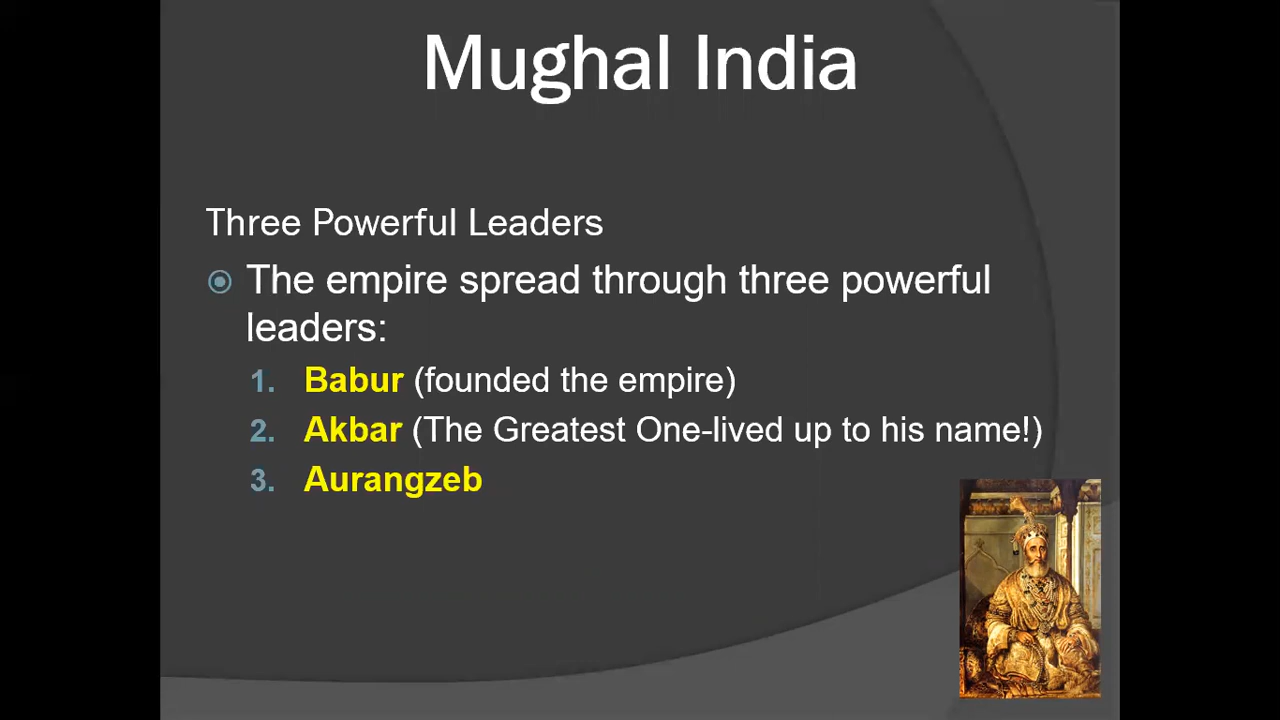 Mughal India
Three Powerful Leaders
The empire spread through three powerful
leaders:
1. Babur (founded the empire)
2. Akbar (The Greatest One-lived up to his name!)
3. Aurangzeb